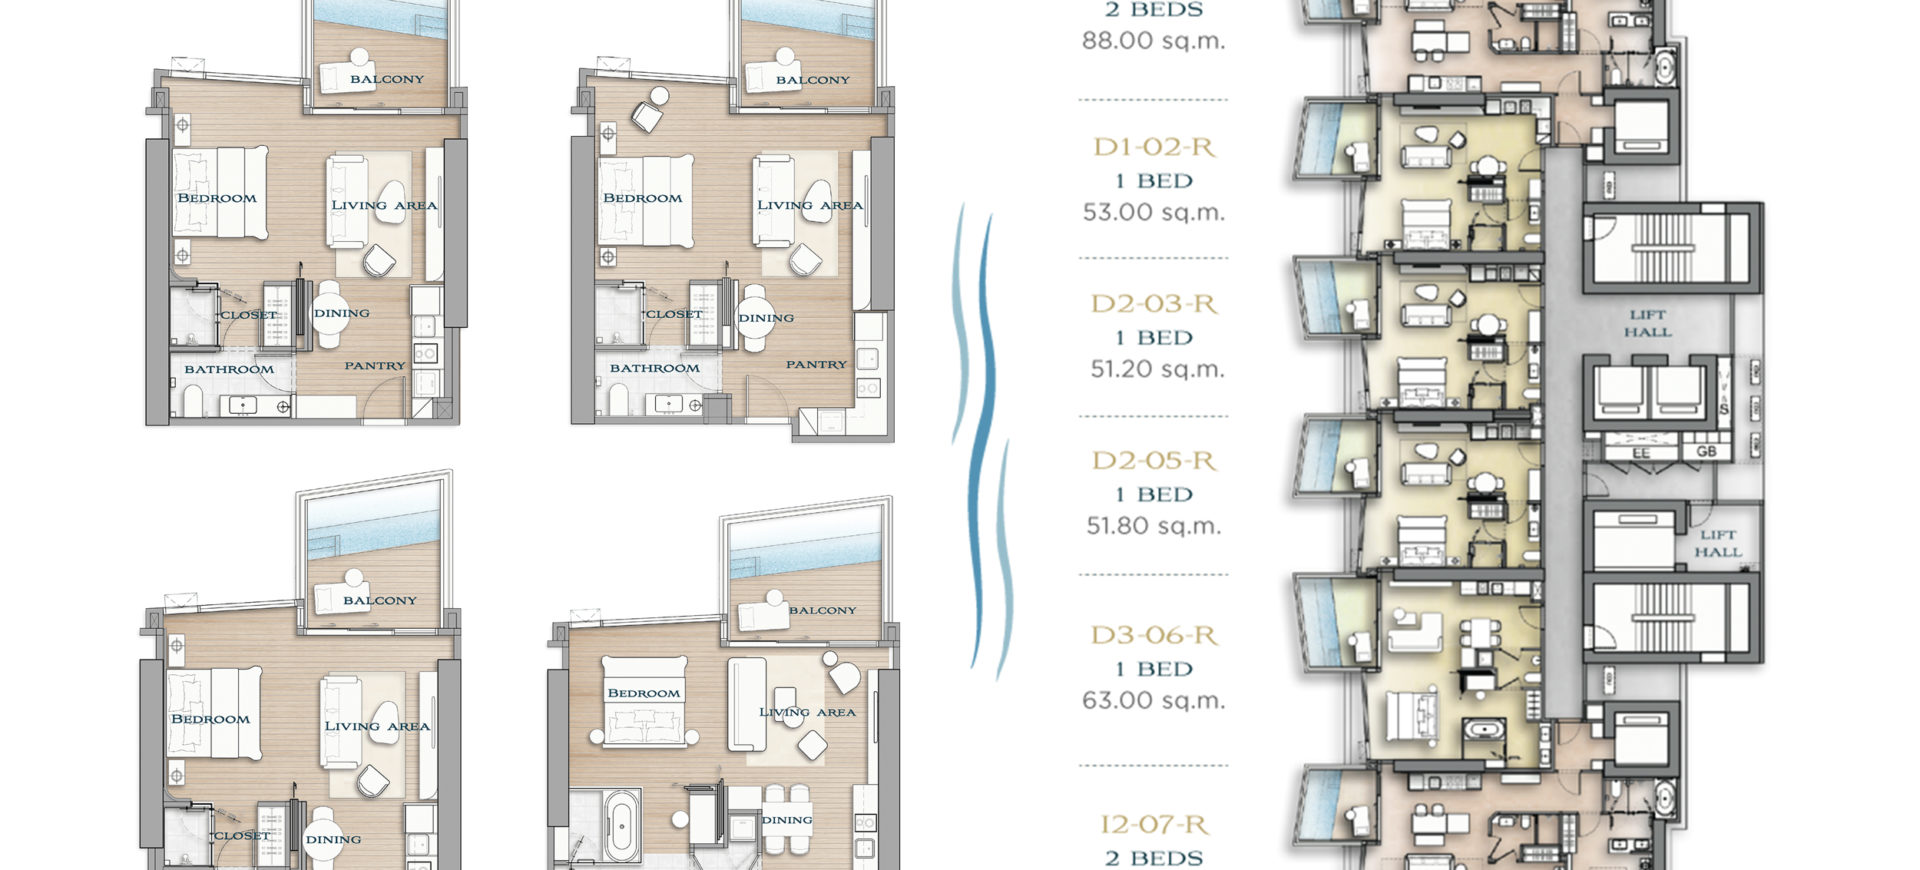 BALCONY
BEDROOM
LIVING AREA
CLOSET
DINING
BATHROOM
PANTRY
BALCONY
BEDROOM
LIVING AREA
CLOSET
DINING
BATHROOM
PANTRY
BALCONY
BEDROOM
LIVING AREA
CLOSET
DINING
BALCONY
BEDROOM
LIVING AREA
DINING
2 BEDS
88.00 sq.m.
D1-02-R
1 BED
53.00 sq.m.
D2-03-R
1 BED
51.20 sq.m.
D2-05-R
1 BED
51.80 sq.m.
D3-06-R
1 BED
63.00 sq.m.
I2-07-R
2 BEDS
LIFT
HALL
EE
GB
LIFT
HALL